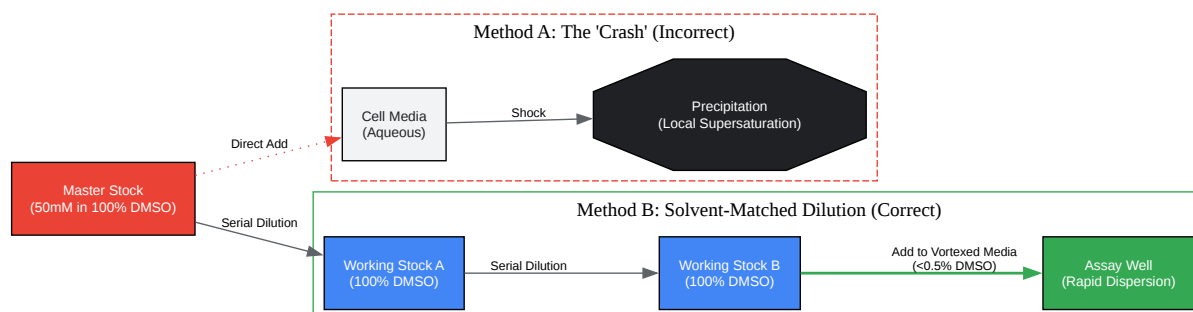 Method A: The 'Crash' (Incorrect)
Cell Media
(Aqueous)
Shock
Precipitation
(Local Supersaturation)
Direct Add
Master Stock
(50mM in 100% DMSO)
Serial Dilution
Method B: Solvent-Matched Dilution (Correct)
Working Stock A
(100% DMSO)
Serial Dilution
Working Stock B
(100% DMSO)
Add to Vortexed Media
(<0.5% DMSO)
Assay Well
(Rapid Dispersion)